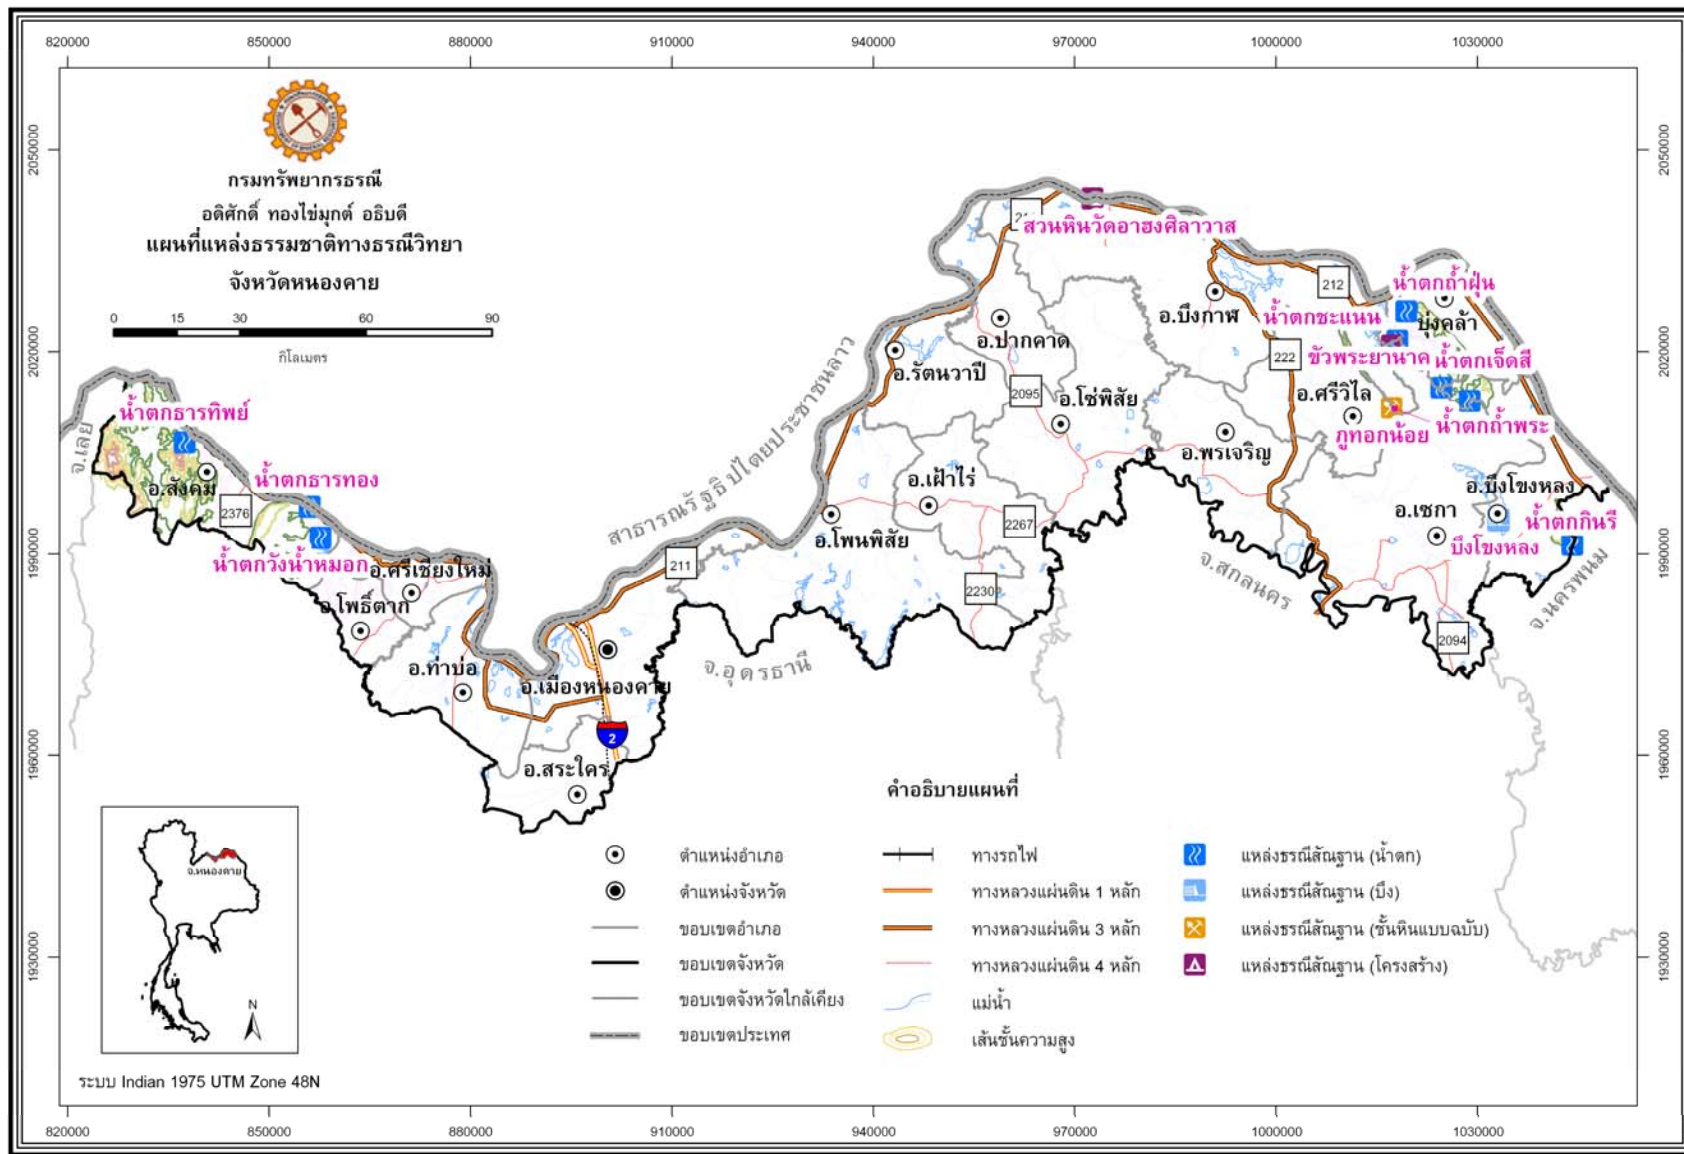 820000 850000 880000 910000 940000 970000 1000000 1030000
2050000 2050000
2020000 2020000
1990000 1990000
1960000 1960000
1930000 1930000
กรมทรัพยากรธรณี
อดิศักดิ์ ทองไข่มุกต์ อธิบดี
แผนที่แหล่งธรรมชาติทางธรณีวิทยา
จังหวัดหนองคาย
0 15 30 60 90
กิโลเมตร
สวนหินวัดอาฮงศิลาวาส
น้ำตกถ้ำฝุ่น
212
อ.บึงกาฬ
น้ำตกชะแนน
บุ่งคล้า
อ.ปากคาด
222
ขัวพระยานาค
น้ำตกเจ็ดสี
อ.รัตนวาปี
2095
อ.โซ่พิสัย
อ.ศรีวิไล
น้ำตกธารทิพย์
จ.เลย
สาธารณรัฐธิปไตยประชาชนลาว
ภูทอกน้อย
น้ำตกถ้ำพระ
อ.พรเจริญ
อ.สังคม
น้ำตกธารทอง
2376
อ.เฝ้าไร่
อ.บึงโขงหลง
อ.เซกา
2267
น้ำตกกินรี
อ.โพนพิสัย
บึงโขงหลง
น้ำตกวังน้ำหมอก
อ.ศรีเชียงใหม่
211
2230
จ.สกลนคร
จ.นครพนม
อ.โพธิ์ตาก
2094
อ.ท่าบ่อ
จ.อุดรธานี
อ.เมืองหนองคาย
2
อ.สระใคร
คำอธิบายแผนที่
ตำแหน่งอำเภอ
ตำแหน่งจังหวัด
ขอบเขตอำเภอ
ขอบเขตจังหวัด
ขอบเขตจังหวัดใกล้เคียง
ขอบเขตประเทศ
ทางรถไฟ
ทางหลวงแผ่นดิน 1 หลัก
ทางหลวงแผ่นดิน 3 หลัก
ทางหลวงแผ่นดิน 4 หลัก
แม่น้ำ
เส้นชั้นความสูง
แหล่งธรณีสัณฐาน (น้ำตก)
แหล่งธรณีสัณฐาน (บึง)
แหล่งธรณีสัณฐาน (ชั้นหินแบบฉบับ)
แหล่งธรณีสัณฐาน (โครงสร้าง)
จ.หนองคาย
N
ระบบ Indian 1975 UTM Zone 48N
820000 850000 880000 910000 940000 970000 1000000 1030000